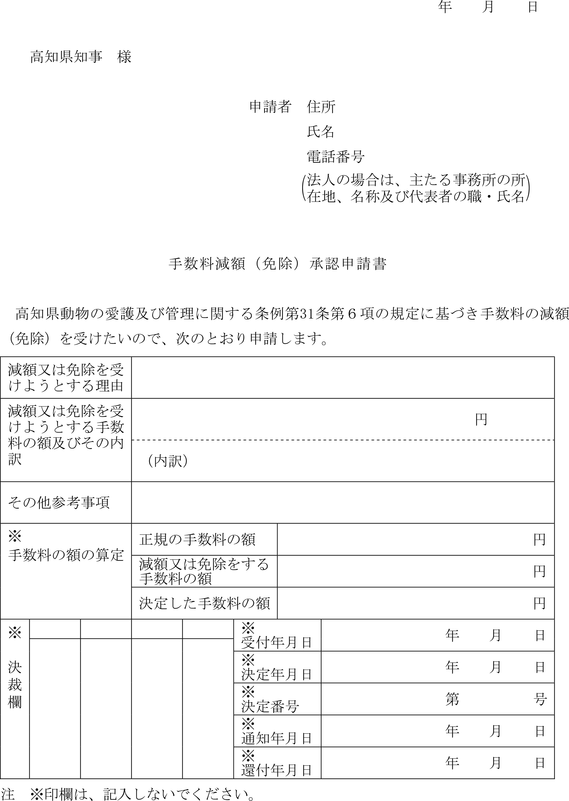 年　　月　　日
高知県知事　様
申請者　住所
氏名
電話番号
(法人の場合は、主たる事務所の所
在地、名称及び代表者の職・氏名)
手数料減額（免除）承認申請書
高知県動物の愛護及び管理に関する条例第31条第６項の規定に基づき手数料の減額
（免除）を受けたいので、次のとおり申請します。
減額又は免除を受
けようとする理由
減額又は免除を受
けようとする手数
料の額及びその内
訳
円
（内訳）
その他参考事項
※
手数料の額の算定
正規の手数料の額
円
減額又は免除をする
手数料の額
円
決定した手数料の額
円
※
決
裁
欄
※
受付年月日
年　　月　　日
※
決定年月日
年　　月　　日
※
決定番号
第　　　　　号
※
通知年月日
年　　月　　日
※
還付年月日
年　　月　　日
注　※印欄は、記入しないでください。